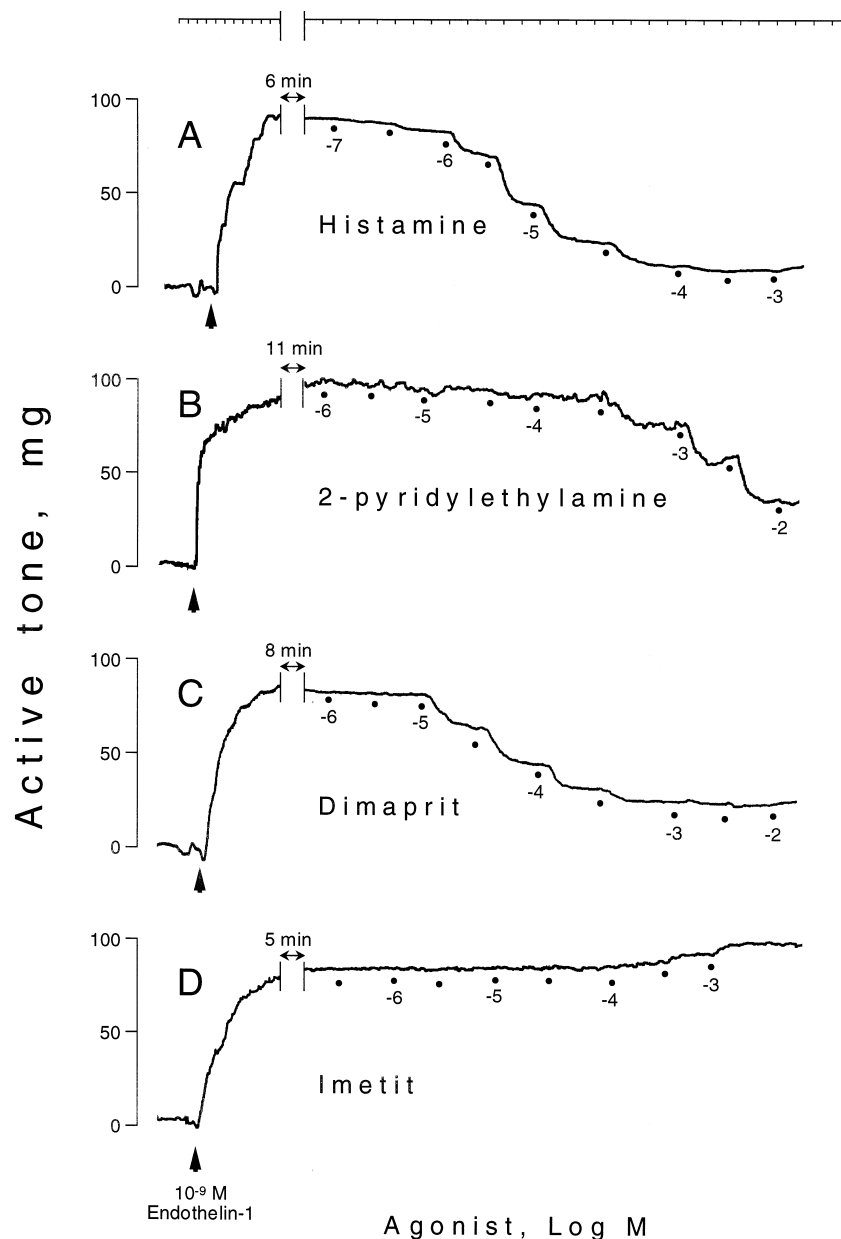 6 min
100
A
50
0
-7
-6
-5
-4
-3
Histamine
11 min
100
B
50
0
-6
-5
-4
-3
-2
2-pyridylethylamine
8 min
100
C
50
0
-6
-5
-4
-3
-2
Dimaprit
5 min
100
D
50
0
-6
-5
-4
-3
Imetit
Active tone, mg
10-9 M
Endothelin-1
Agonist, Log M